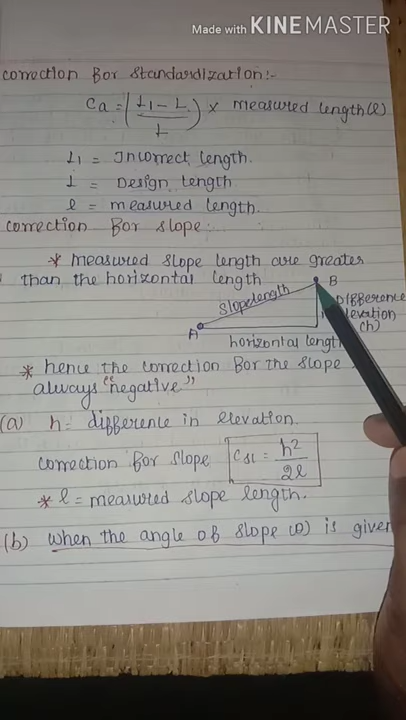 Made with KINEMASTER
correction for Standardization:-
Ca = (L1 - L / L) × measured length(l)
L1 = Incorrect length.
L = Design length
l = measured length.
correction for slope:
* measured slope length are greater
than the horizontal length
B
slope length
Difference
elevation
(h)
A
horizontal length
* hence the correction for the slope
always "negative"
(a) h = difference in elevation.
correction for slope Csl = h²/2l
* l = measured slope length.
(b) when the angle of slope (θ) is given